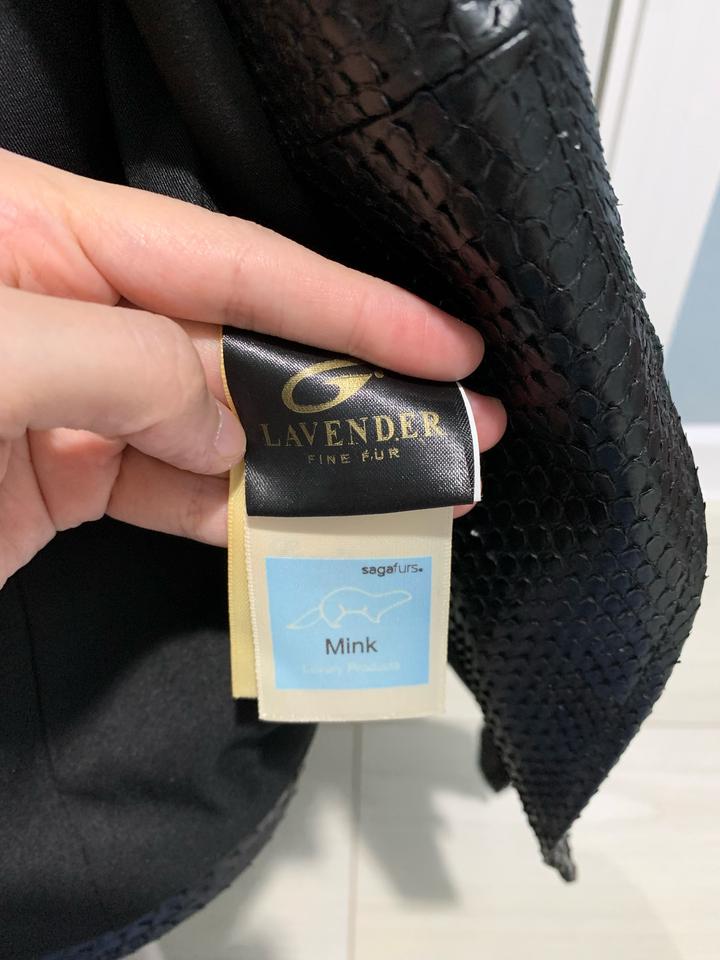 LAVENDER
FINE FUR
sagafurs.
Mink
Luxury Products